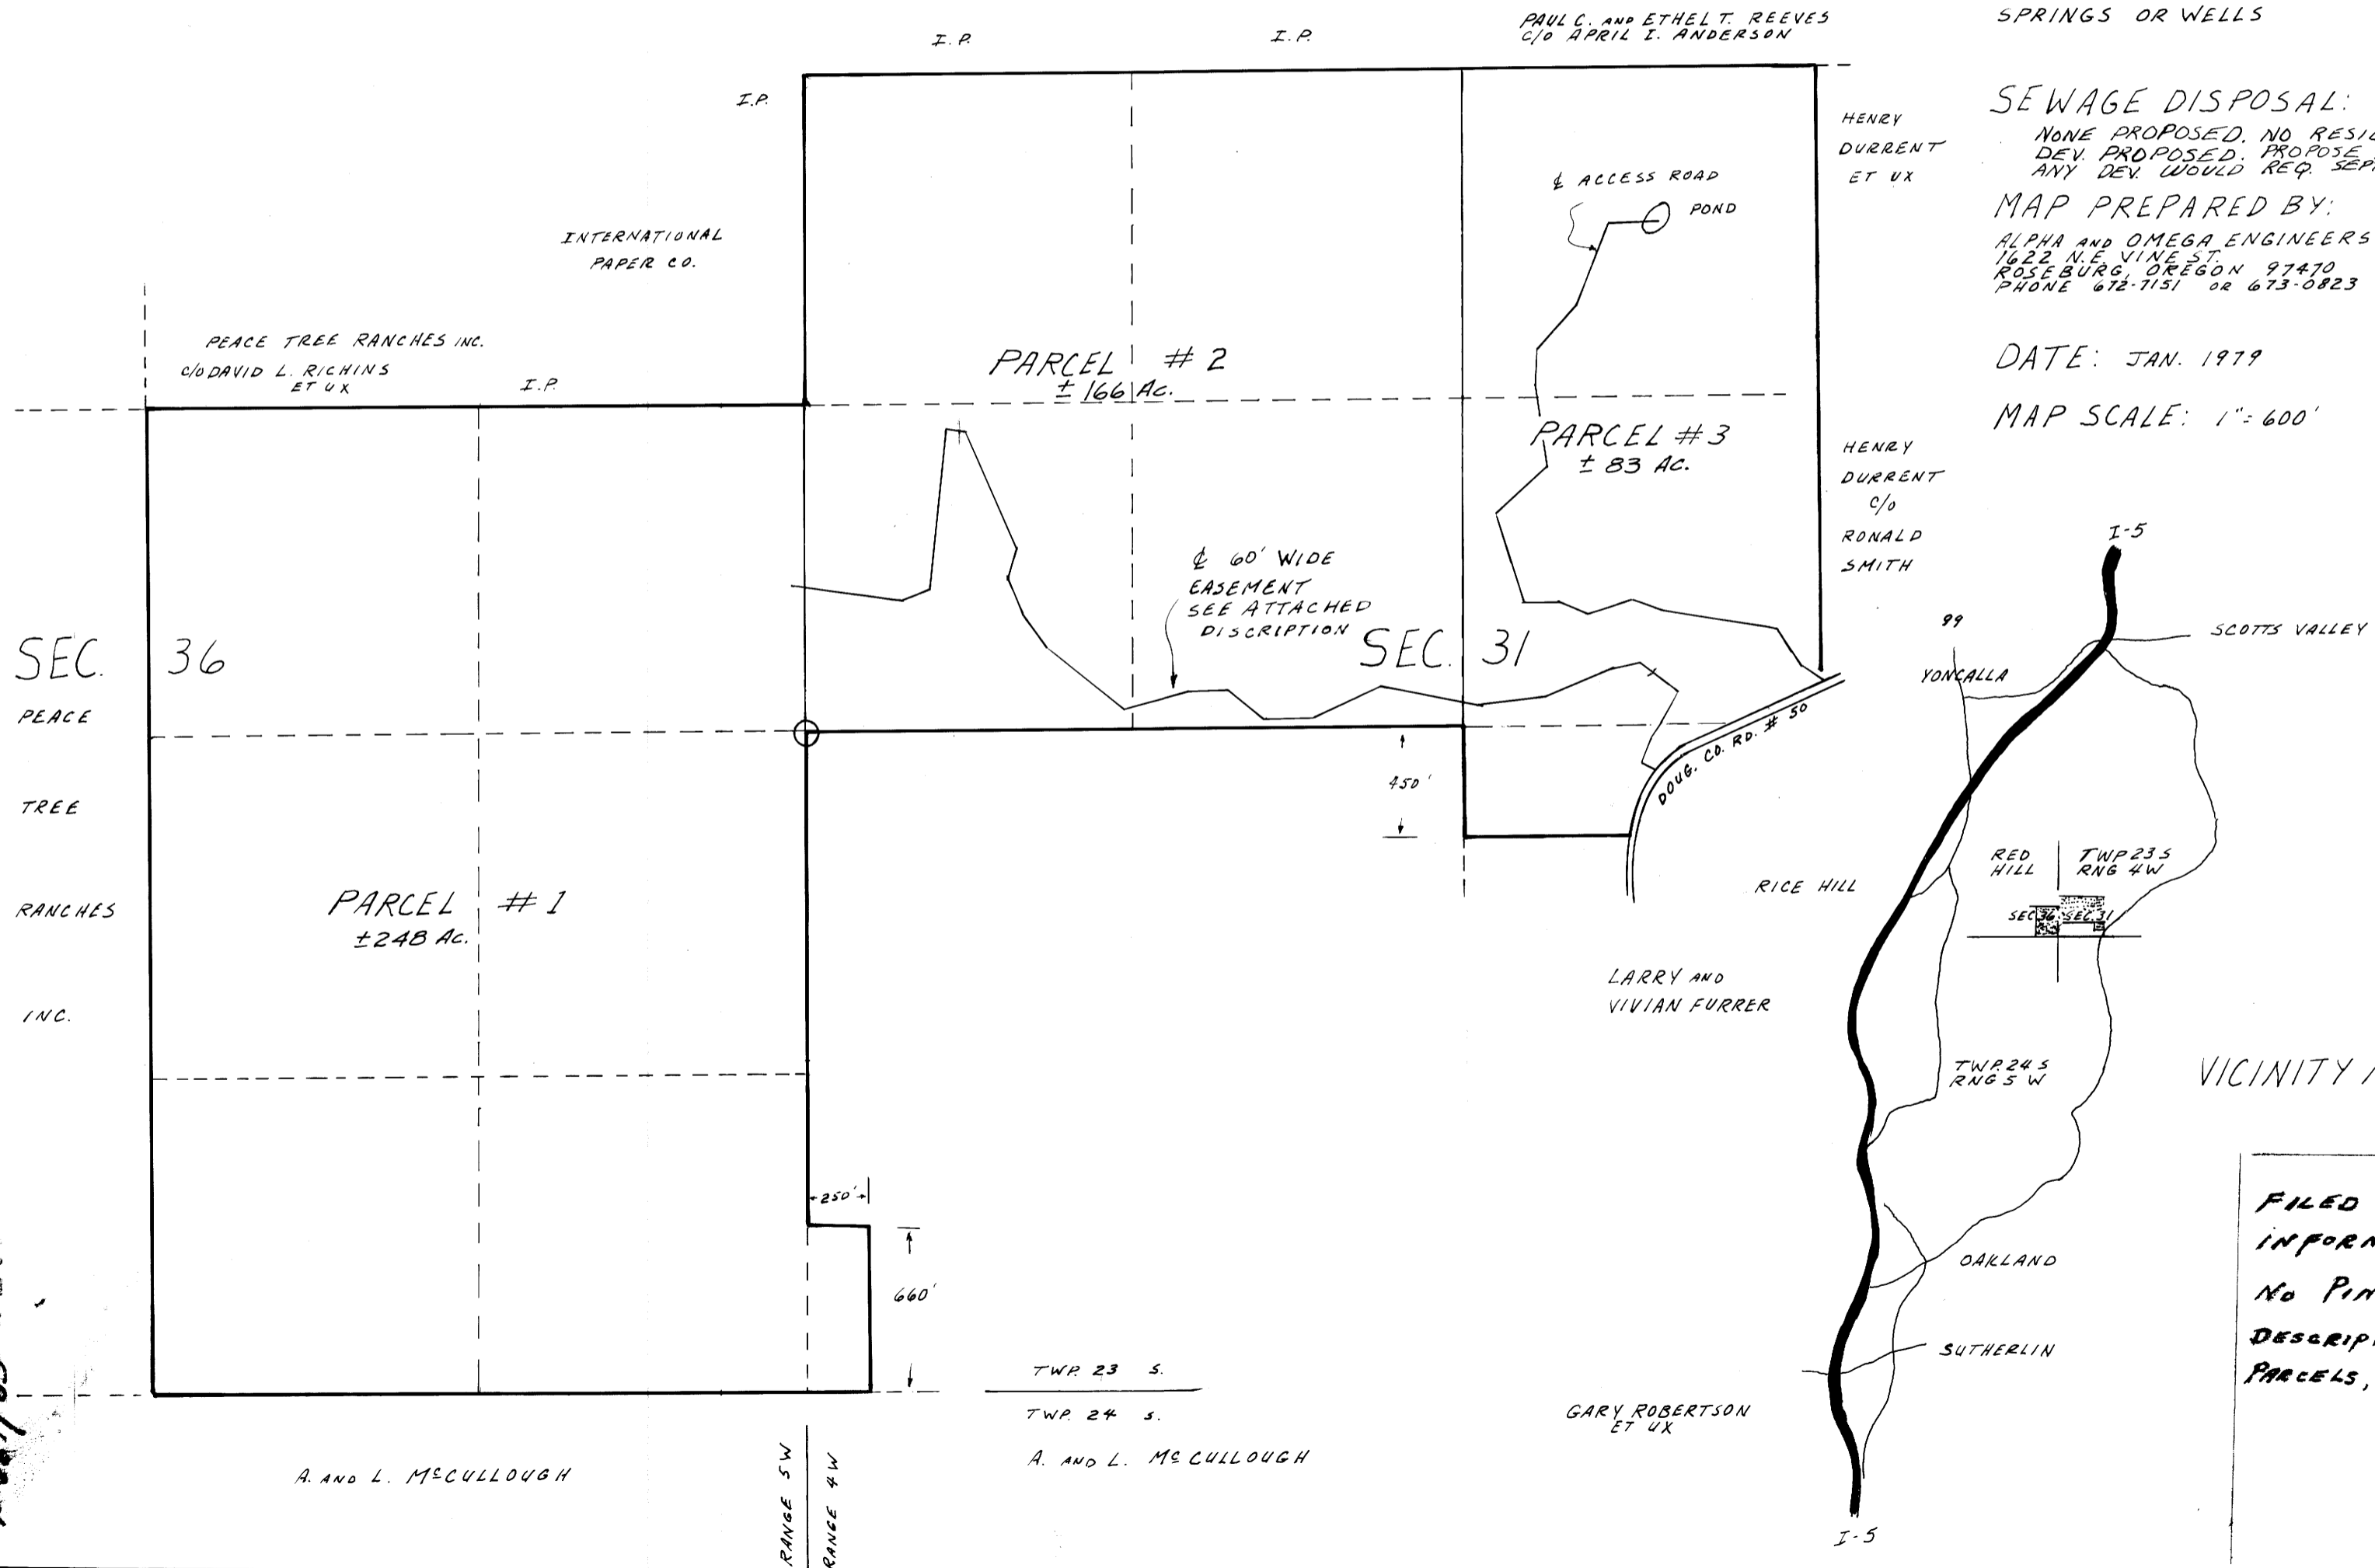 PAUL C. AND ETHEL T. REEVES
C/O APRIL I. ANDERSON
SPRINGS OR WELLS
I.P.
I.P.
I.P.
SEWAGE DISPOSAL:
NONE PROPOSED. NO
DEV. PROPOSED. PROPOSE
ANY DEV. WOULD REQ.
MAP PREPARED BY:
ALPHA AND OMEGA ENGINEERS
1622 N.E. VINE ST.
ROSEBURG, OREGON 97470
PHONE 672-7151 OR 673-0823
DATE: JAN. 1979
MAP SCALE: 1"=600'
HENRY
DURRENT
ET UX
℄ ACCESS ROAD
POND
INTERNATIONAL
PAPER CO.
PEACE TREE RANCHES INC.
C/O DAVID L. RICHINS
ET UX
I.P.
PARCEL # 2
± 166 AC.
PARCEL # 3
± 83 AC.
HENRY
DURRENT
C/O
RONALD
SMITH
℄ 60' WIDE
EASEMENT
SEE ATTACHED
DISCRIPTION
SEC. 31
SEC. 36
PEACE
TREE
RANCHES
INC.
450'
DOUG. CO. RD. # 50
PARCEL # 1
±248 AC.
250'
660'
LARRY AND
VIVIAN FURRER
TWP. 23 S.
TWP. 24 S.
A. AND L. MCCULLOUGH
A. AND L. MCCULLOUGH
RANGE 5W
RANGE 4W
GARY ROBERTSON
ET UX
I-5
99
SCOTTS VALLEY
YONCALLA
RICE HILL
RED
HILL
TWP 23 S
RNG 4W
SEC 36 SEC. 31
TWP. 24 S
RNG 5 W
VICINITY
OAKLAND
SUTHERLIN
I-5
FILED
NO
PARCELS,